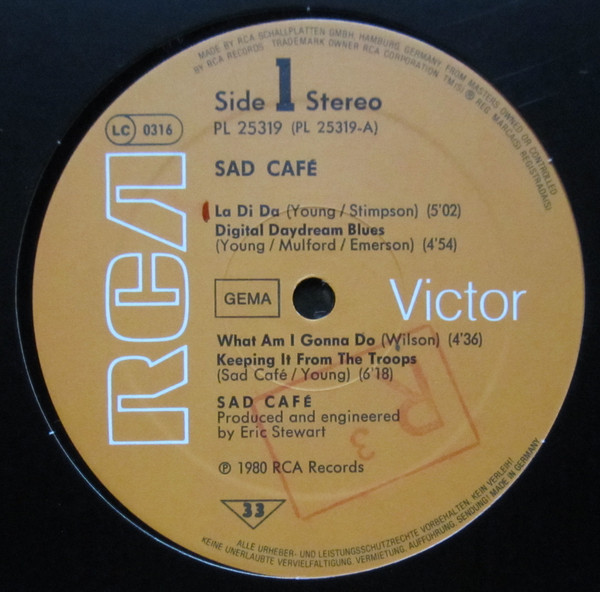 MADE BY RCA SCHALLPLATTEN GMBH, HAMBURG, GERMANY, FROM MASTERS OWNED OR CONTROLLED
BY RCA RECORDS TRADEMARK OWNER RCA CORPORATION TM(S) ® REG. MARCA(S) REGISTRADA(S)
Side 1 Stereo
PL 25319 (PL 25319-A)
LC 0316
RCA
SAD CAFÉ
La Di Da (Young/Stimpson) (5'02)
Digital Daydream Blues
(Young/Mulford/Emerson) (4'54)
GEMA
Victor
What Am I Gonna Do (Wilson) (4'36)
Keeping It From The Troops
(Sad Café/Young) (6'18)
SAD CAFÉ
Produced and engineered
by Eric Stewart
R
3
℗ 1980 RCA Records
33
ALLE URHEBER- UND LEISTUNGSSCHUTZRECHTE VORBEHALTEN. KEIN VERLEIH!
KEINE UNERLAUBTE VERVIELFÄLTIGUNG, VERMIETUNG, AUFFÜHRUNG, SENDUNG! MADE IN GERMANY